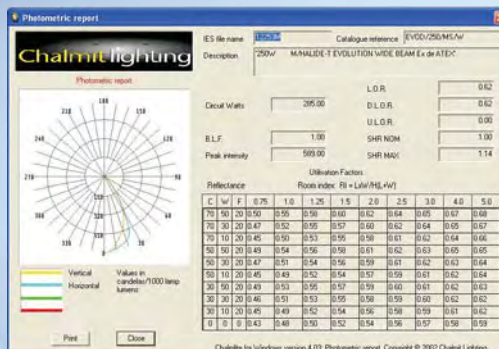 Photometric report
Chalmit lighting
Photometric report
IES file name
Catalogue reference EVOD/250/MS/W
Description "250W M/HALIDE-T EVOLUTION WIDE BEAM Ex de ATEX"
L.O.R. 0.62
Circuit Watts 285.00 D.L.O.R. 0.62
U.L.O.R. 0.00
B.L.F. 1.00 SHR NOM 1.00
Peak intensity 589.00 SHR MAX 1.14
Utilisation Factors
Reflectance Room index RI = LxW/H(L+W)
C W F 0.75 1.0 1.25 1.5 2.0 2.5 3.0 4.0 5.0
70 50 20 0.50 0.55 0.58 0.60 0.62 0.64 0.65 0.67 0.68
70 30 20 0.47 0.52 0.55 0.57 0.60 0.62 0.64 0.65 0.67
70 10 20 0.45 0.50 0.53 0.55 0.58 0.61 0.62 0.64 0.66
50 50 20 0.49 0.54 0.56 0.58 0.61 0.62 0.63 0.65 0.65
50 30 20 0.47 0.51 0.54 0.56 0.59 0.61 0.62 0.63 0.64
50 10 20 0.45 0.49 0.52 0.54 0.57 0.59 0.61 0.62 0.63
30 50 20 0.49 0.53 0.55 0.57 0.59 0.60 0.61 0.62 0.63
30 30 20 0.46 0.51 0.53 0.55 0.58 0.59 0.60 0.62 0.62
30 10 20 0.45 0.49 0.52 0.54 0.56 0.58 0.59 0.61 0.62
0 0 0 0.43 0.48 0.50 0.52 0.54 0.56 0.57 0.58 0.59
Vertical
Horizontal
Values in
candelas/1000 lamp
lumens
Print
Close
Chalmlite for Windows version 4.03: Photometric report. Copyright © 2002 Chalmit Lighting